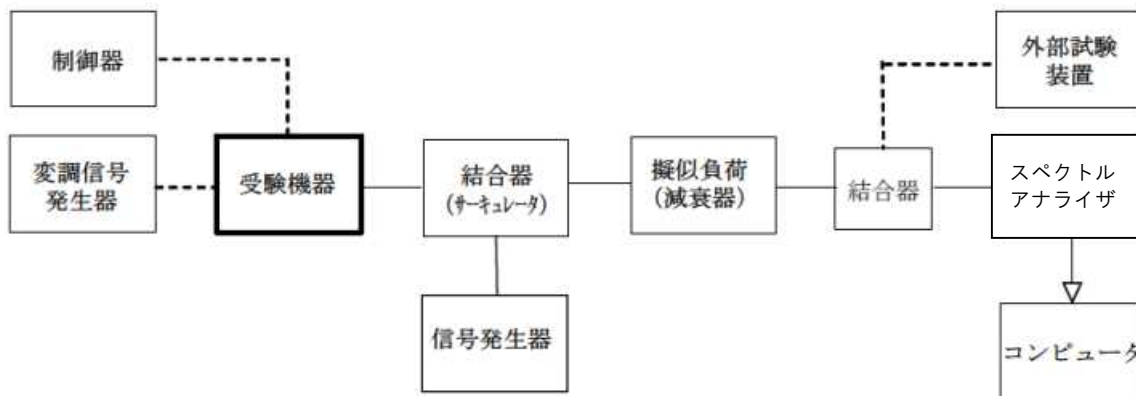 制御器
外部試験
装置
変調信号
発生器
受験機器
結合器
(サーキュレータ)
擬似負荷
(減衰器)
結合器
スペクトル
アナライザ
信号発生器
コンピュータ